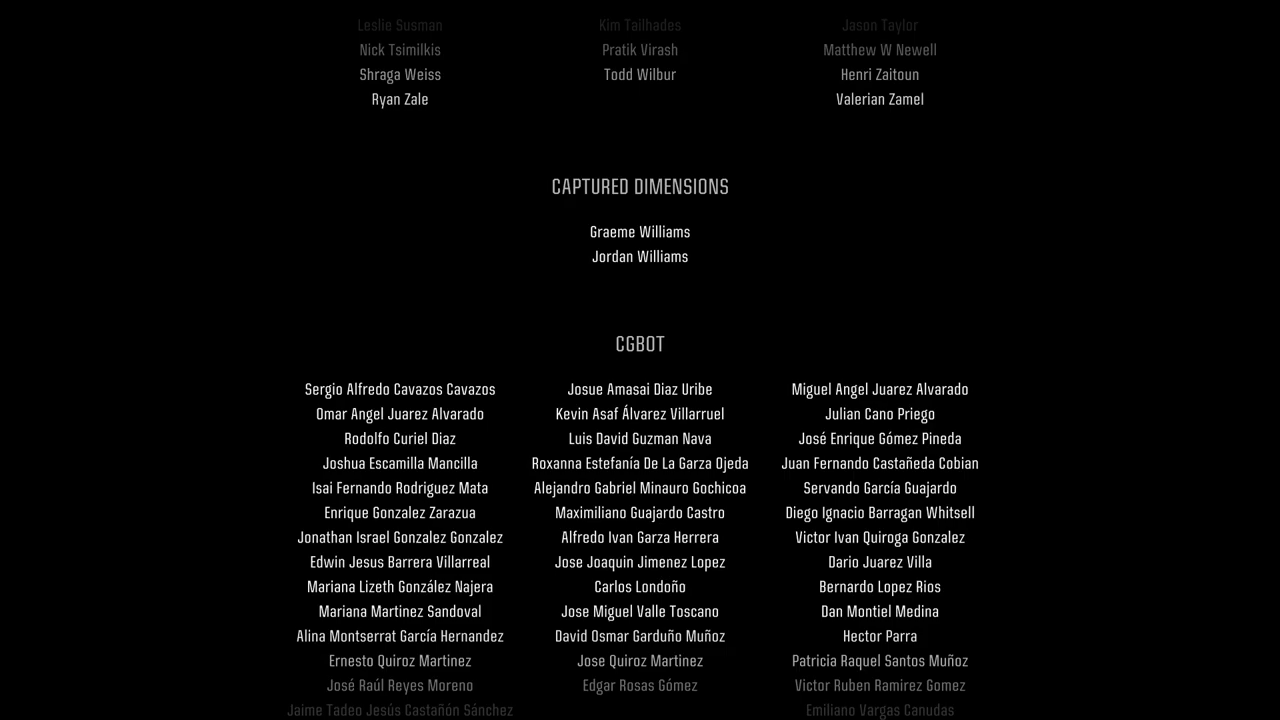 Leslie Susman Kim Tailhades Jason Taylor
Nick Tsimilkis Pratik Virash Matthew W Newell
Shraga Weiss Todd Wilbur Henri Zaitoun
Ryan Zale Valerian Zamel
CAPTURED DIMENSIONS
Graeme Williams
Jordan Williams
CGBOT
Sergio Alfredo Cavazos Cavazos Josue Amasai Diaz Uribe Miguel Angel Juarez Alvarado
Omar Angel Juarez Alvarado Kevin Asaf Álvarez Villarruel Julian Cano Priego
Rodolfo Curiel Diaz Luis David Guzman Nava José Enrique Gómez Pineda
Joshua Escamilla Mancilla Roxanna Estefanía De La Garza Ojeda Juan Fernando Castañeda Cobian
Isai Fernando Rodriguez Mata Alejandro Gabriel Minauro Gochicoa Servando García Guajardo
Enrique Gonzalez Zarazua Maximiliano Guajardo Castro Diego Ignacio Barragan Whitsell
Jonathan Israel Gonzalez Gonzalez Alfredo Ivan Garza Herrera Victor Ivan Quiroga Gonzalez
Edwin Jesus Barrera Villarreal Jose Joaquin Jimenez Lopez Dario Juarez Villa
Mariana Lizeth González Najera Carlos Londoño Bernardo Lopez Rios
Mariana Martinez Sandoval Jose Miguel Valle Toscano Dan Montiel Medina
Alina Montserrat García Hernandez David Osmar Garduño Muñoz Hector Parra
Ernesto Quiroz Martinez Jose Quiroz Martinez Patricia Raquel Santos Muñoz
José Raúl Reyes Moreno Edgar Rosas Gómez Victor Ruben Ramirez Gomez
Jaime Tadeo Jesús Castañón Sánchez Emiliano Vargas Canudas